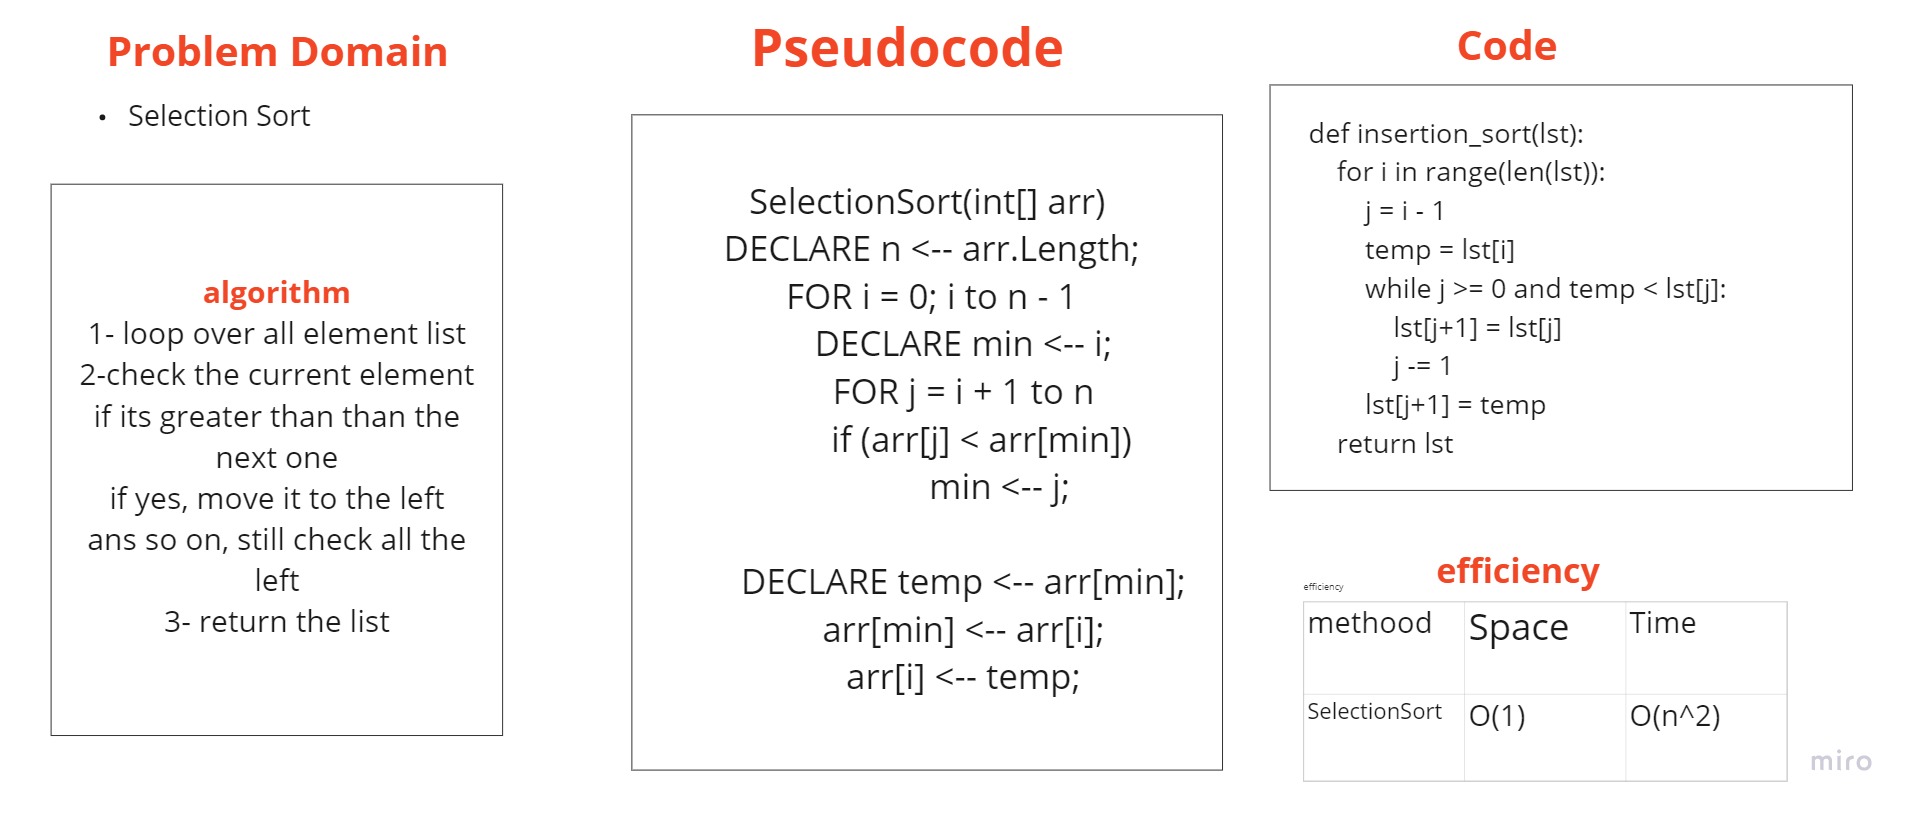 Problem Domain
• Selection Sort
algorithm
1- loop over all element list
2-check the current element
if its greater than than the
next one
if yes, move it to the left
ans so on, still check all the
left
3- return the list
Pseudocode
SelectionSort(int[] arr)
DECLARE n <-- arr.Length;
FOR i = 0; i to n - 1
DECLARE min <-- i;
FOR j = i + 1 to n
if (arr[j] < arr[min])
min <-- j;
DECLARE temp <-- arr[min];
arr[min] <-- arr[i];
arr[i] <-- temp;
Code
def insertion_sort(lst):
for i in range(len(lst)):
j = i - 1
temp = lst[i]
while j >= 0 and temp < lst[j]:
lst[j+1] = lst[j]
j -= 1
lst[j+1] = temp
return lst
efficiency
efficiency
methood Space Time
SelectionSort O(1) O(n^2)
miro